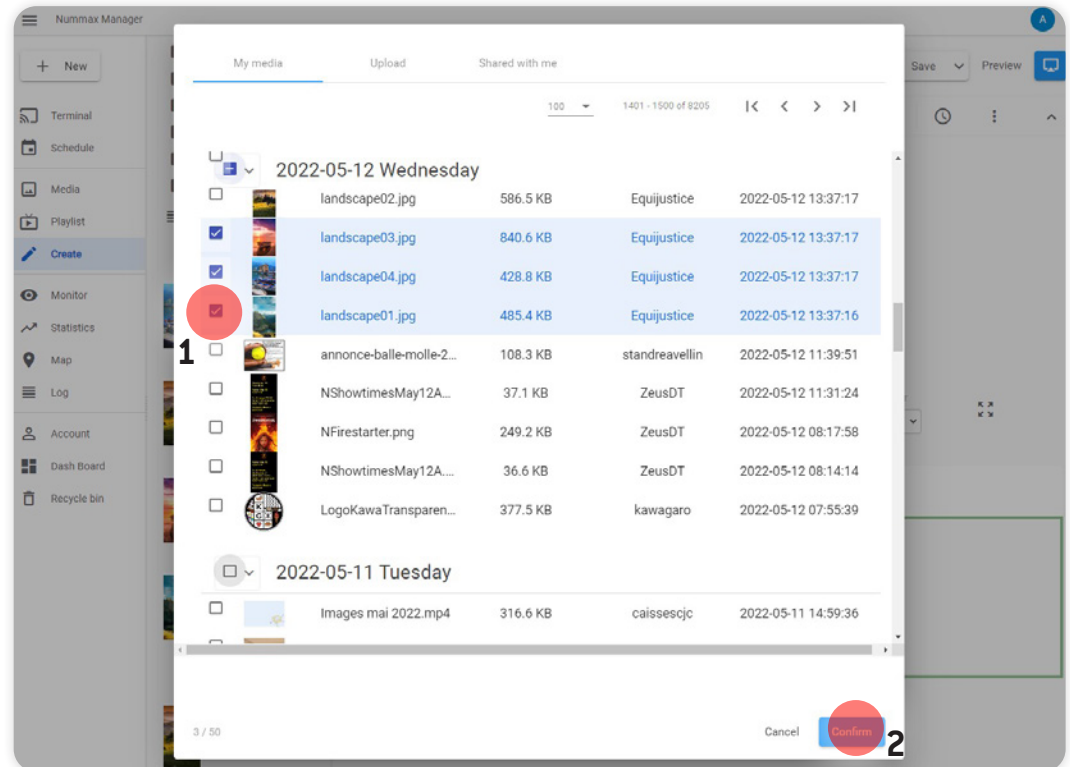 Nummax Manager
A
New
My media Upload Shared with me
Save Preview
100 1401 - 1500 of 8205
Terminal
Schedule
Media
Playlist
Create
Monitor
Statistics
Map
Log
Account
Dash Board
Recycle bin
2022-05-12 Wednesday
landscape02.jpg 586.5 KB Equijustice 2022-05-12 13:37:17
landscape03.jpg 840.6 KB Equijustice 2022-05-12 13:37:17
landscape04.jpg 428.8 KB Equijustice 2022-05-12 13:37:17
landscape01.jpg 485.4 KB Equijustice 2022-05-12 13:37:16
1
annonce-balle-molle-2... 108.3 KB standreavellin 2022-05-12 11:39:51
NShowtimesMay12A... 37.1 KB ZeusDT 2022-05-12 11:31:24
NFirestarter.png 249.2 KB ZeusDT 2022-05-12 08:17:58
NShowtimesMay12A.... 36.6 KB ZeusDT 2022-05-12 08:14:14
LogoKawaTransparen... 377.5 KB kawagaro 2022-05-12 07:55:39
2022-05-11 Tuesday
Images mai 2022.mp4 316.6 KB caissescjc 2022-05-11 14:59:36
3 / 50
Cancel Confirm
2